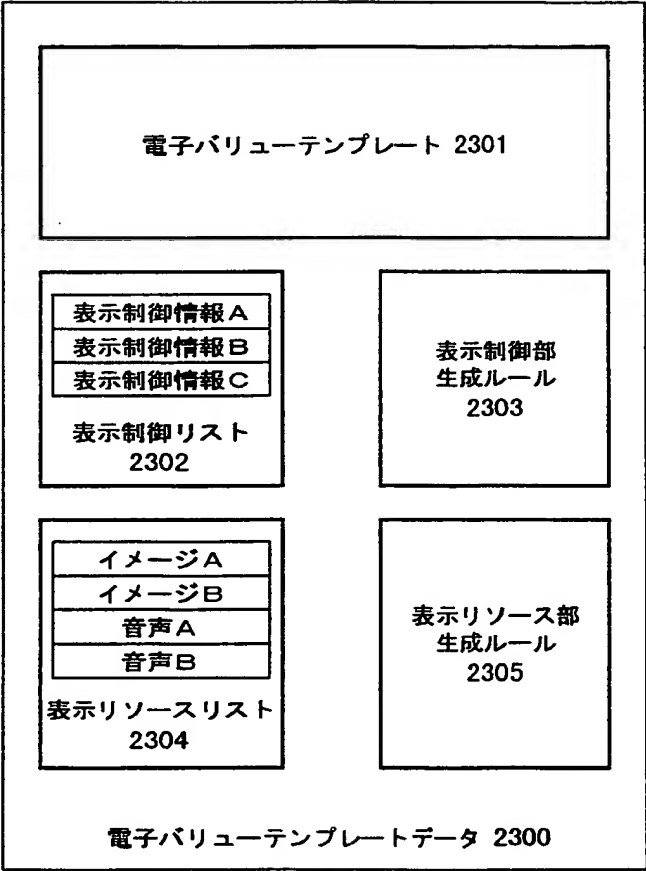 電子バリューテンプレート 2301
表示制御情報A
表示制御情報B
表示制御情報C
表示制御リスト
2302
表示制御部
生成ルール
2303
イメージA
イメージB
音声A
音声B
表示リソースリスト
2304
表示リソース部
生成ルール
2305
電子バリューテンプレートデータ 2300